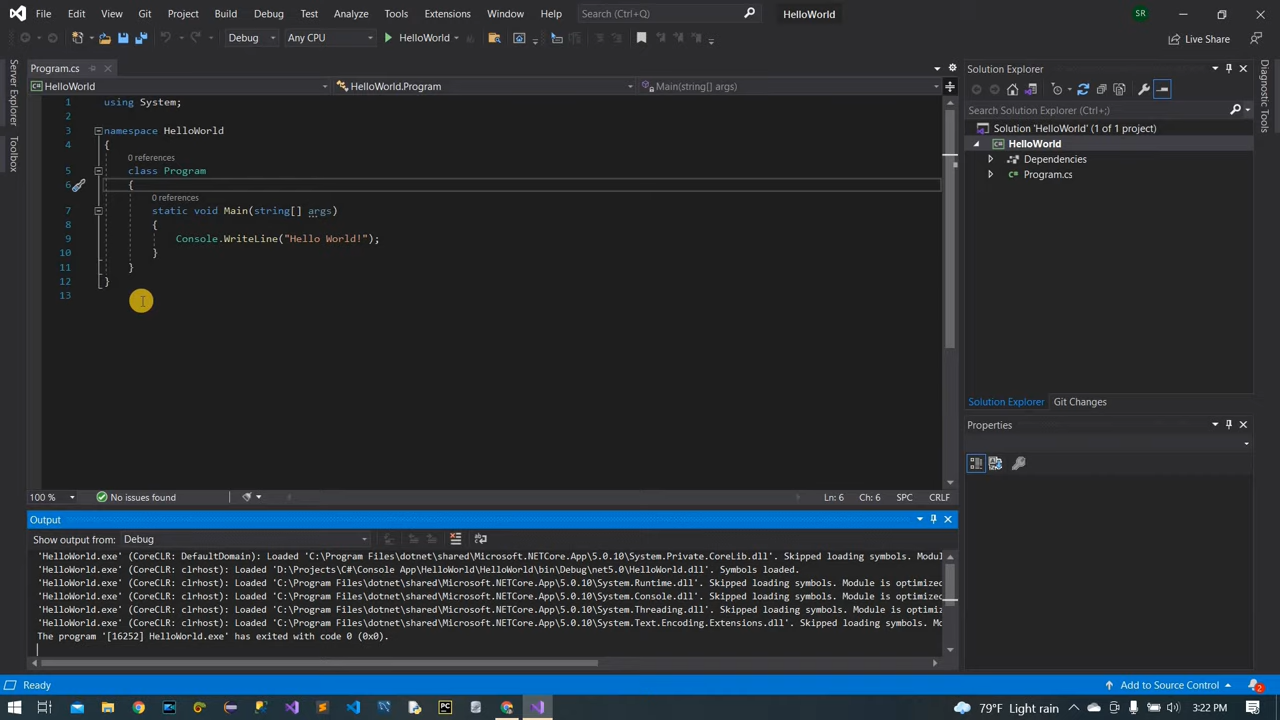 File Edit View Git Project Build Debug Test Analyze Tools Extensions Window Help Search (Ctrl+Q) HelloWorld SR
Debug Any CPU HelloWorld Live Share
Server Explorer
Toolbox
Program.cs
HelloWorld HelloWorld.Program Main(string[] args)
1 using System;
2
3 namespace HelloWorld
4 {
0 references
5 class Program
6 {
0 references
7 static void Main(string[] args)
8 {
9 Console.WriteLine("Hello World!");
10 }
11 }
12 }
13
100 % No issues found Ln: 6 Ch: 6 SPC CRLF
Output
Show output from: Debug
'HelloWorld.exe' (CoreCLR: DefaultDomain): Loaded 'C:\Program Files\dotnet\shared\Microsoft.NETCore.App\5.0.10\System.Private.CoreLib.dll'. Skipped loading symbols. Modul
'HelloWorld.exe' (CoreCLR: clrhost): Loaded 'D:\Projects\C#\Console App\HelloWorld\HelloWorld\bin\Debug\net5.0\HelloWorld.dll'. Symbols loaded.
'HelloWorld.exe' (CoreCLR: clrhost): Loaded 'C:\Program Files\dotnet\shared\Microsoft.NETCore.App\5.0.10\System.Runtime.dll'. Skipped loading symbols. Module is optimized
'HelloWorld.exe' (CoreCLR: clrhost): Loaded 'C:\Program Files\dotnet\shared\Microsoft.NETCore.App\5.0.10\System.Console.dll'. Skipped loading symbols. Module is optimized
'HelloWorld.exe' (CoreCLR: clrhost): Loaded 'C:\Program Files\dotnet\shared\Microsoft.NETCore.App\5.0.10\System.Threading.dll'. Skipped loading symbols. Module is optimiz
'HelloWorld.exe' (CoreCLR: clrhost): Loaded 'C:\Program Files\dotnet\shared\Microsoft.NETCore.App\5.0.10\System.Text.Encoding.Extensions.dll'. Skipped loading symbols. Mo
The program '[16252] HelloWorld.exe' has exited with code 0 (0x0).
Solution Explorer
Search Solution Explorer (Ctrl+;)
Solution 'HelloWorld' (1 of 1 project)
HelloWorld
Dependencies
C# Program.cs
Solution Explorer Git Changes
Properties
Diagnostic Tools
Ready Add to Source Control 2
PC 79°F Light rain 3:22 PM 2